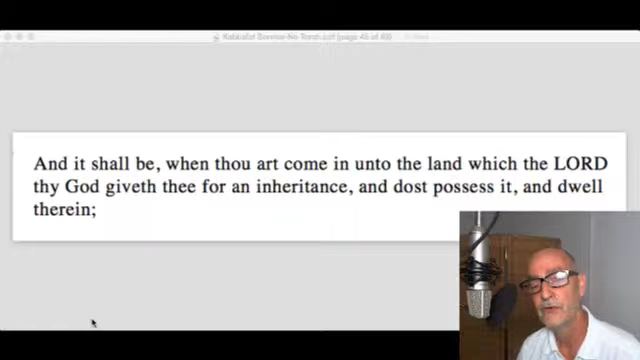 And it shall be, when thou art come in unto the land which the LORD
thy God giveth thee for an inheritance, and dost possess it, and dwell
therein;